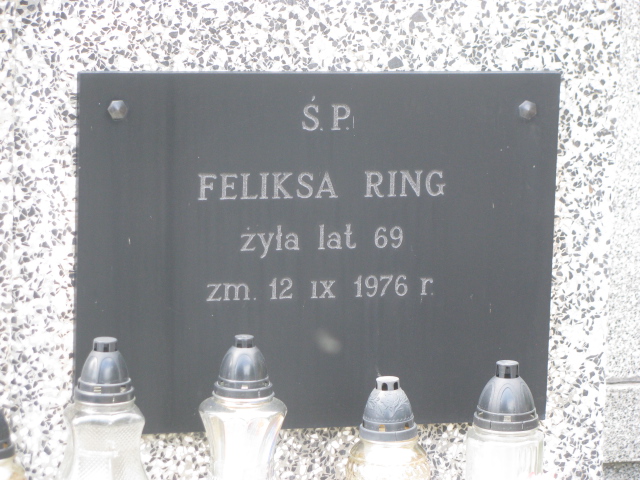 Ś.P.
FELIKSA RING
żyła lat 69
zm. 12 IX 1976 r.